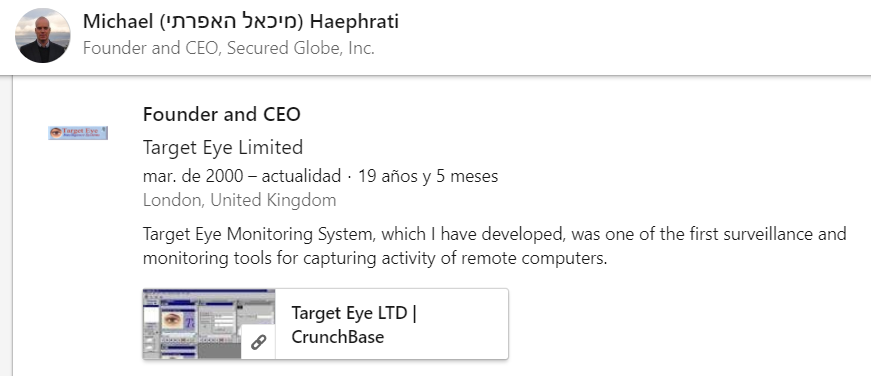 Michael (מיכאל האפרתי) Haephrati
Founder and CEO, Secured Globe, Inc.
Founder and CEO
Target Eye
Target Eye Limited
mar. de 2000 – actualidad · 19 años y 5 meses
London, United Kingdom
Target Eye Monitoring System, which I have developed, was one of the first surveillance and
monitoring tools for capturing activity of remote computers.
Target Eye LTD |
CrunchBase